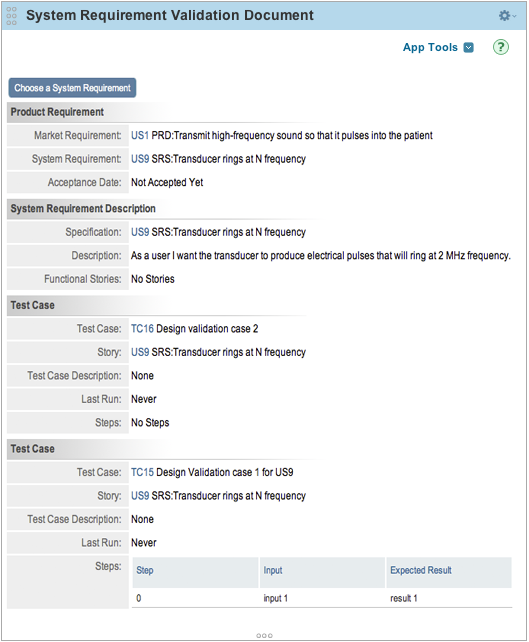 System Requirement Validation Document
App Tools
?
Choose a System Requirement
Product Requirement
Market Requirement: US1 PRD:Transmit high-frequency sound so that it pulses into the patient
System Requirement: US9 SRS:Transducer rings at N frequency
Acceptance Date: Not Accepted Yet
System Requirement Description
Specification: US9 SRS:Transducer rings at N frequency
Description: As a user I want the transducer to produce electrical pulses that will ring at 2 MHz frequency.
Functional Stories: No Stories
Test Case
Test Case: TC16 Design validation case 2
Story: US9 SRS:Transducer rings at N frequency
Test Case Description: None
Last Run: Never
Steps: No Steps
Test Case
Test Case: TC15 Design Validation case 1 for US9
Story: US9 SRS:Transducer rings at N frequency
Test Case Description: None
Last Run: Never
Steps: Step Input Expected Result
0 input 1 result 1